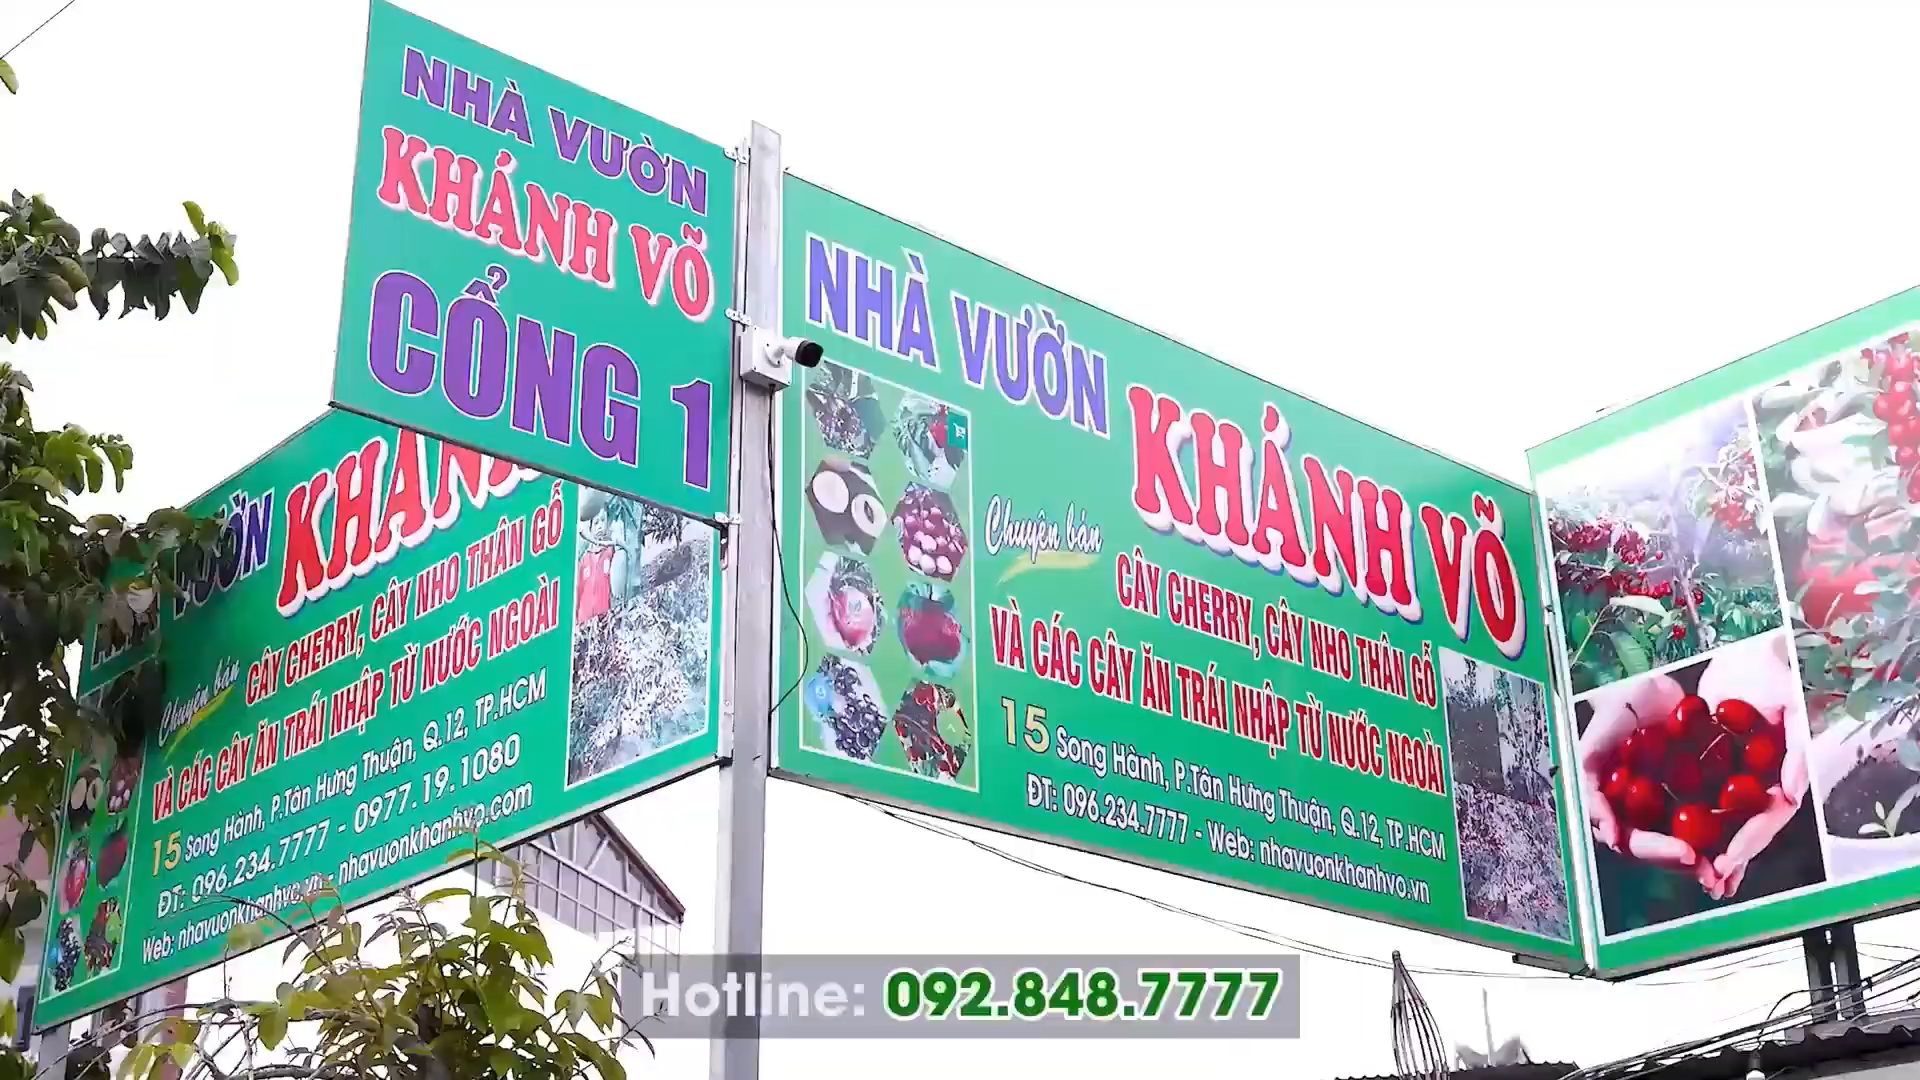 NHÀ VƯỜN
KHÁNH VÕ
CỔNG 1
VƯỜN KHÁN
Chuyên bán
CÂY CHERRY, CÂY NHO THÂN GỖ
VÀ CÁC CÂY ĂN TRÁI NHẬP TỪ NƯỚC NGOÀI
15 Song Hành, P.Tân Hưng Thuận, Q.12, TP.HCM
ĐT: 096.234.7777 - 0977.19.1080
Web: nhavuonkhanhvo.vn - nhavuonkhanhvo.com
NHÀ VƯỜN
KHÁNH VÕ
Chuyên bán
CÂY CHERRY, CÂY NHO THÂN GỖ
VÀ CÁC CÂY ĂN TRÁI NHẬP TỪ NƯỚC NGOÀI
15 Song Hành, P.Tân Hưng Thuận, Q.12, TP.HCM
ĐT: 096.234.7777 - Web: nhavuonkhanhvo.vn
Hotline: 092.848.7777